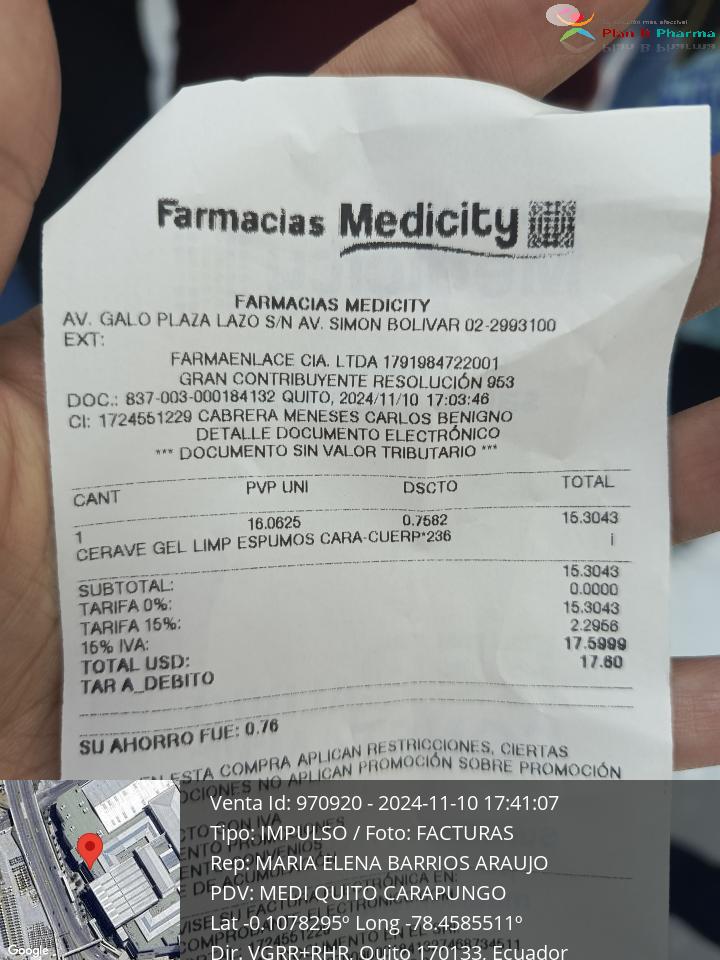 Plan B Pharma
Farmacias Medicity
FARMACIAS MEDICITY
AV. GALO PLAZA LAZO S/N AV. SIMON BOLIVAR 02-2993100
EXT:
FARMAENLACE CIA. LTDA 1791984722001
GRAN CONTRIBUYENTE RESOLUCIÓN 953
DOC.: 837-003-000184132 QUITO, 2024/11/10 17:03:46
CI: 1724551229 CABRERA MENESES CARLOS BENIGNO
DETALLE DOCUMENTO ELECTRÓNICO
*** DOCUMENTO SIN VALOR TRIBUTARIO ***
CANT PVP UNI DSCTO TOTAL
1 16.0625 0.7582 15.3043
CERAVE GEL LIMP ESPUMOS CARA-CUERP*236 i
SUBTOTAL: 15.3043
TARIFA 0%: 0.0000
TARIFA 15%: 15.3043
15% IVA: 2.2956
TOTAL USD: 17.5999
TAR A_DEBITO 17.60
SU AHORRO FUE: 0.76
EN ESTA COMPRA APLICAN RESTRICCIONES, CIERTAS
NO APLICAN PROMOCIÓN SOBRE PROMOCIÓN
CON IVA
Venta Id: 970920 - 2024-11-10 17:41:07
Tipo: IMPULSO / Foto: FACTURAS
Rep: MARIA ELENA BARRIOS ARAUJO
PDV: MEDI QUITO CARAPUNGO
Lat -0.1078295º Long -78.4585511º
Dir. VGRR+RHR, Quito 170133, Ecuador
Google